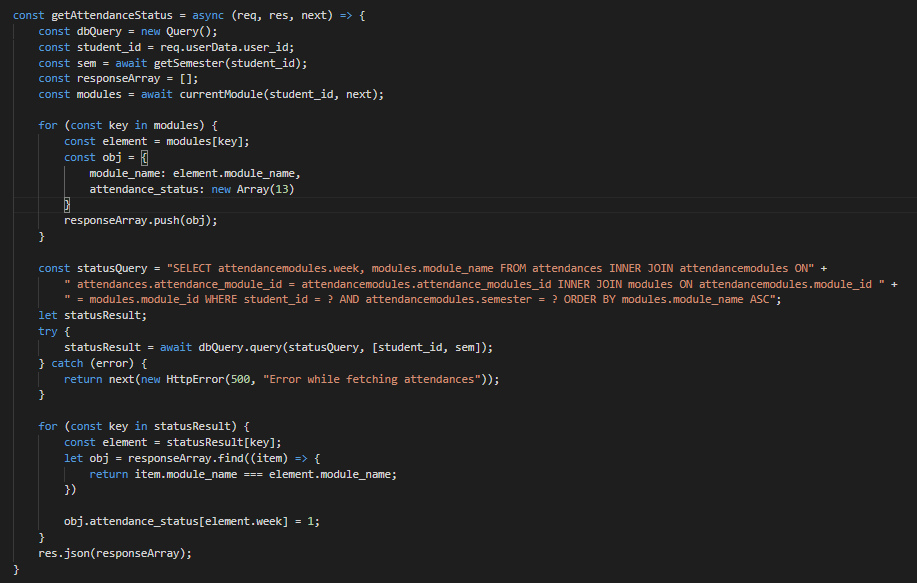 const getAttendanceStatus = async (req, res, next) => {
    const dbQuery = new Query();
    const student_id = req.userData.user_id;
    const sem = await getSemester(student_id);
    const responseArray = [];
    const modules = await currentModule(student_id, next);

    for (const key in modules) {
        const element = modules[key];
        const obj = {
            module_name: element.module_name,
            attendance_status: new Array(13)
        }
        responseArray.push(obj);
    }

    const statusQuery = "SELECT attendancemodules.week, modules.module_name FROM attendances INNER JOIN attendancemodules ON" +
        " attendances.attendance_module_id = attendancemodules.attendance_modules_id INNER JOIN modules ON attendancemodules.module_id " +
        " = modules.module_id WHERE student_id = ? AND attendancemodules.semester = ? ORDER BY modules.module_name ASC";
    let statusResult;
    try {
        statusResult = await dbQuery.query(statusQuery, [student_id, sem]);
    } catch (error) {
        return next(new HttpError(500, "Error while fetching attendances"));
    }

    for (const key in statusResult) {
        const element = statusResult[key];
        let obj = responseArray.find((item) => {
            return item.module_name === element.module_name;
        })

        obj.attendance_status[element.week] = 1;
    }
    res.json(responseArray);
}